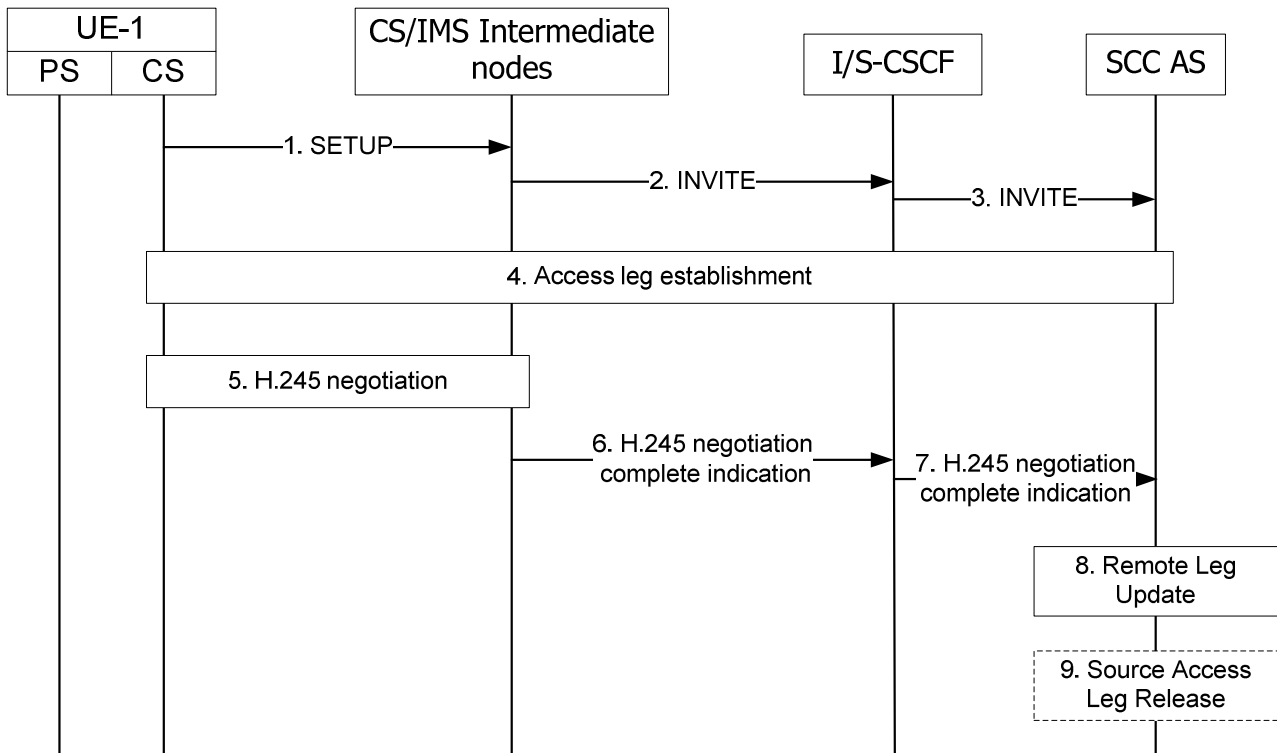 UE-1
PS
CS
CS/IMS Intermediate
nodes
I/S-CSCF
SCC AS
1. SETUP
2. INVITE
3. INVITE
4. Access leg establishment
5. H.245 negotiation
6. H.245 negotiation
complete indication
7. H.245 negotiation
complete indication
8. Remote Leg
Update
9. Source Access
Leg Release